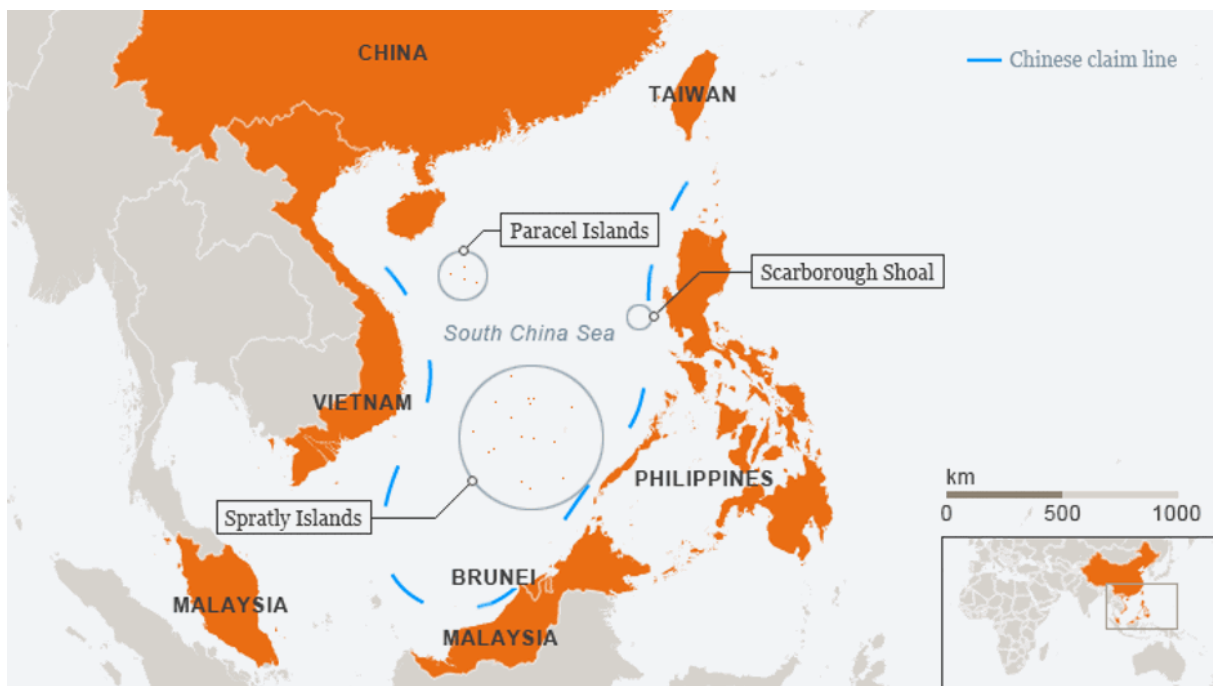 CHINA
Chinese claim line
TAIWAN
Paracel Islands
Scarborough Shoal
South China Sea
VIETNAM
PHILIPPINES
km
0 500 1000
Spratly Islands
BRUNEI
MALAYSIA
MALAYSIA